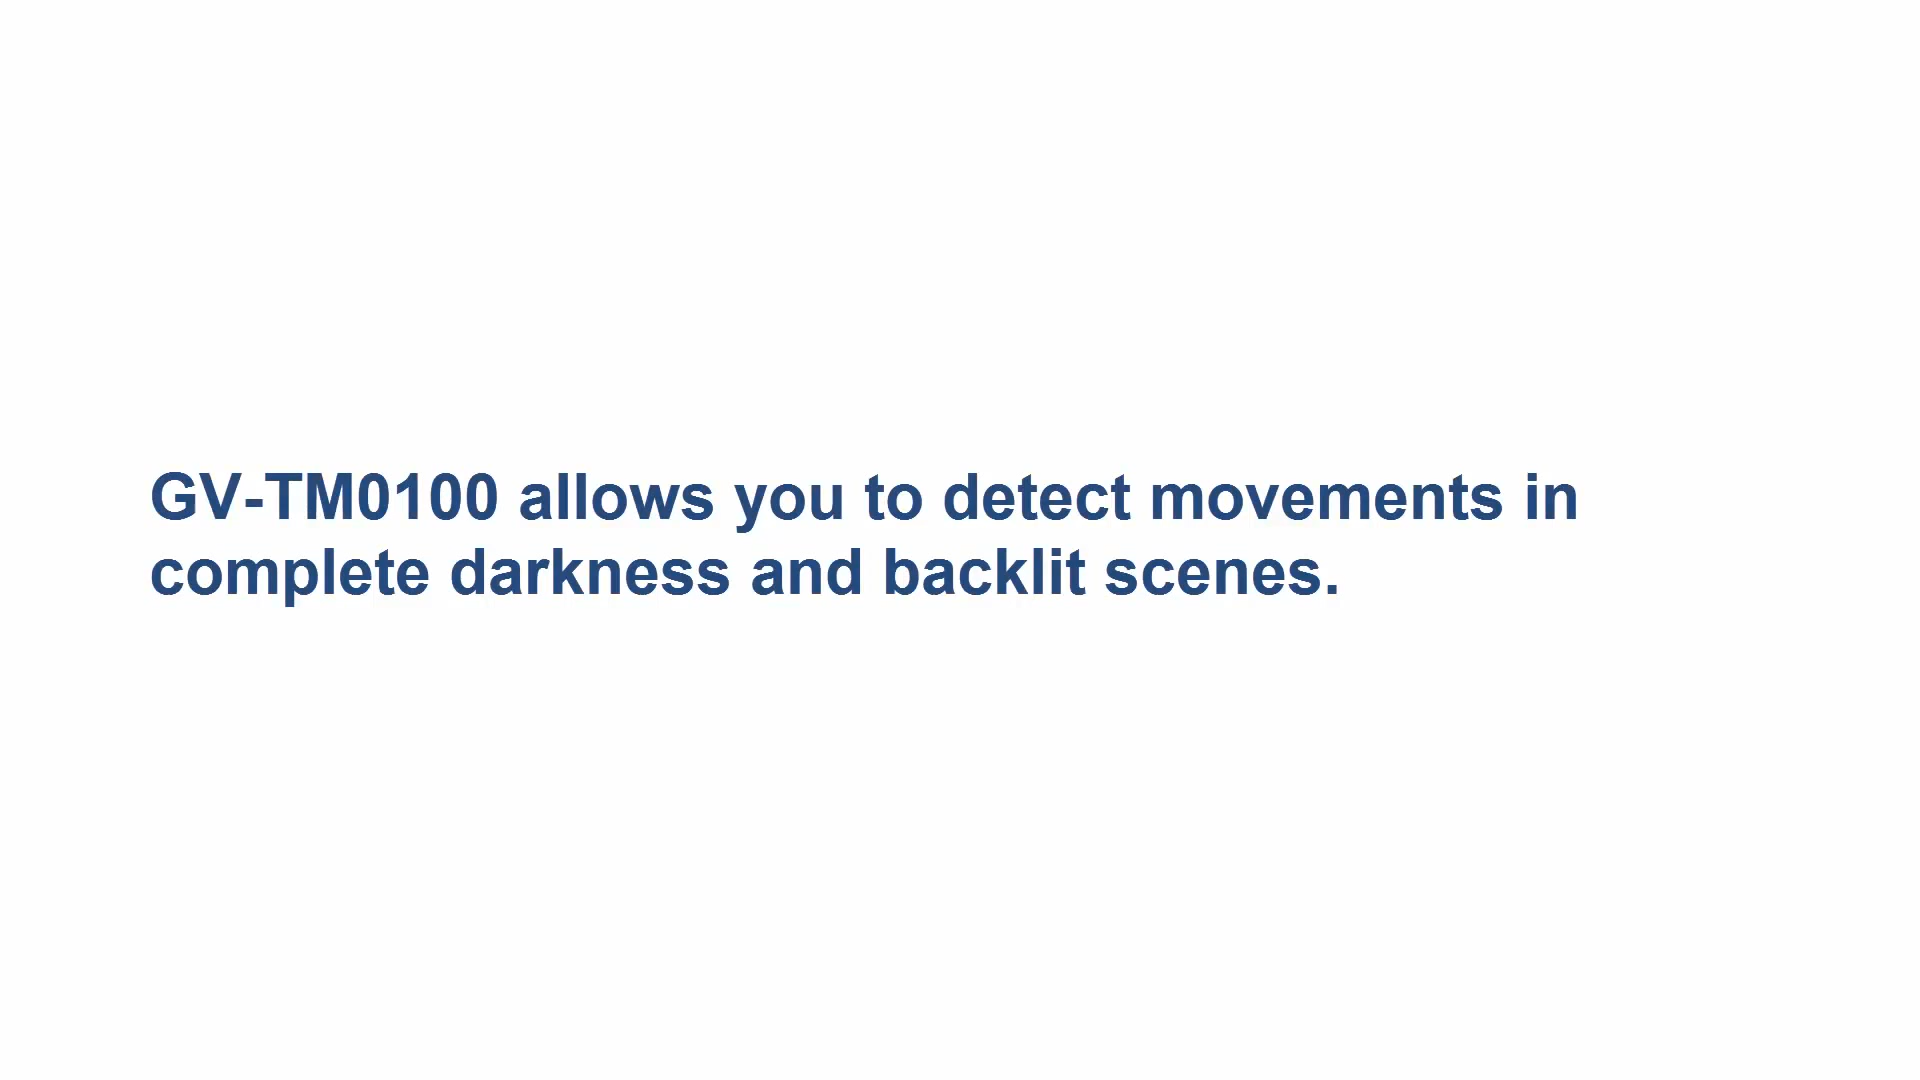 GV-TM0100 allows you to detect movements in
complete darkness and backlit scenes.